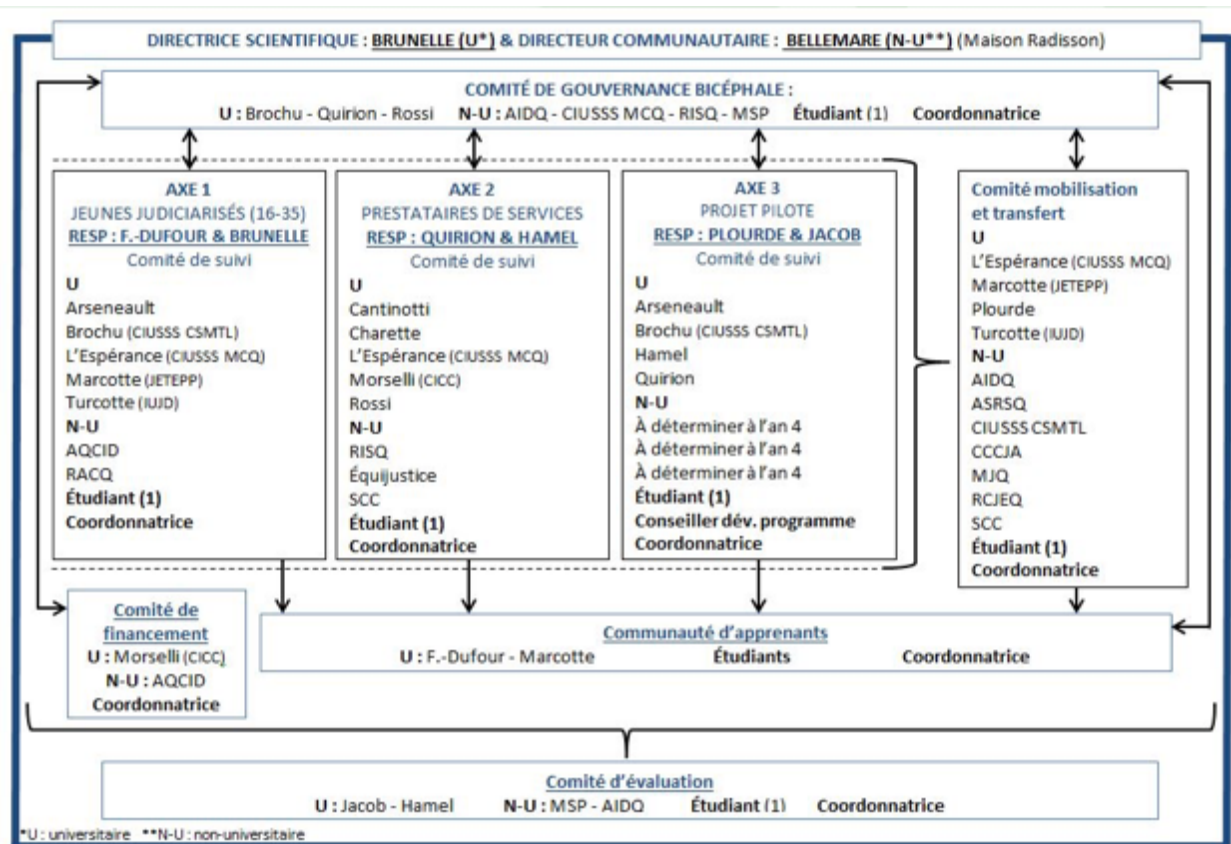 DIRECTRICE SCIENTIFIQUE : BRUNELLE (U*) & DIRECTEUR COMMUNAUTAIRE : BELLEMARE (N-U**) (Maison Radisson)
COMITÉ DE GOUVERNANCE BICÉPHALE :
U : Brochu - Quirion - Rossi N-U : AIDQ - CIUSSS MCQ - RISQ - MSP Étudiant (1) Coordonnatrice
AXE 1
JEUNES JUDICIARISÉS (16-35)
RESP : F.-DUFOUR & BRUNELLE
Comité de suivi
U
Arseneault
Brochu (CIUSSS CSMTL)
L'Espérance (CIUSSS MCQ)
Marcotte (JETEPP)
Turcotte (IUJD)
N-U
AQCID
RACQ
Étudiant (1)
Coordonnatrice
AXE 2
PRESTATAIRES DE SERVICES
RESP : QUIRION & HAMEL
Comité de suivi
U
Cantinotti
Charette
L'Espérance (CIUSSS MCQ)
Morselli (CICC)
Rossi
N-U
RISQ
Équijustice
SCC
Étudiant (1)
Coordonnatrice
AXE 3
PROJET PILOTE
RESP : PLOURDE & JACOB
Comité de suivi
U
Arseneault
Brochu (CIUSSS CSMTL)
Hamel
Quirion
N-U
À déterminer à l'an 4
À déterminer à l'an 4
À déterminer à l'an 4
Étudiant (1)
Conseiller dév. programme
Coordonnatrice
Comité mobilisation
et transfert
U
L'Espérance (CIUSSS MCQ)
Marcotte (JETEPP)
Plourde
Turcotte (IUJD)
N-U
AIDQ
ASRSQ
CIUSSS CSMTL
CCCJA
MJQ
RCJEQ
SCC
Étudiant (1)
Coordonnatrice
Comité de
financement
U : Morselli (CICC)
N-U : AQCID
Coordonnatrice
Communauté d'apprenants
U : F.-Dufour - Marcotte Étudiants Coordonnatrice
Comité d'évaluation
U : Jacob - Hamel N-U : MSP - AIDQ Étudiant (1) Coordonnatrice
*U : universitaire **N-U : non-universitaire